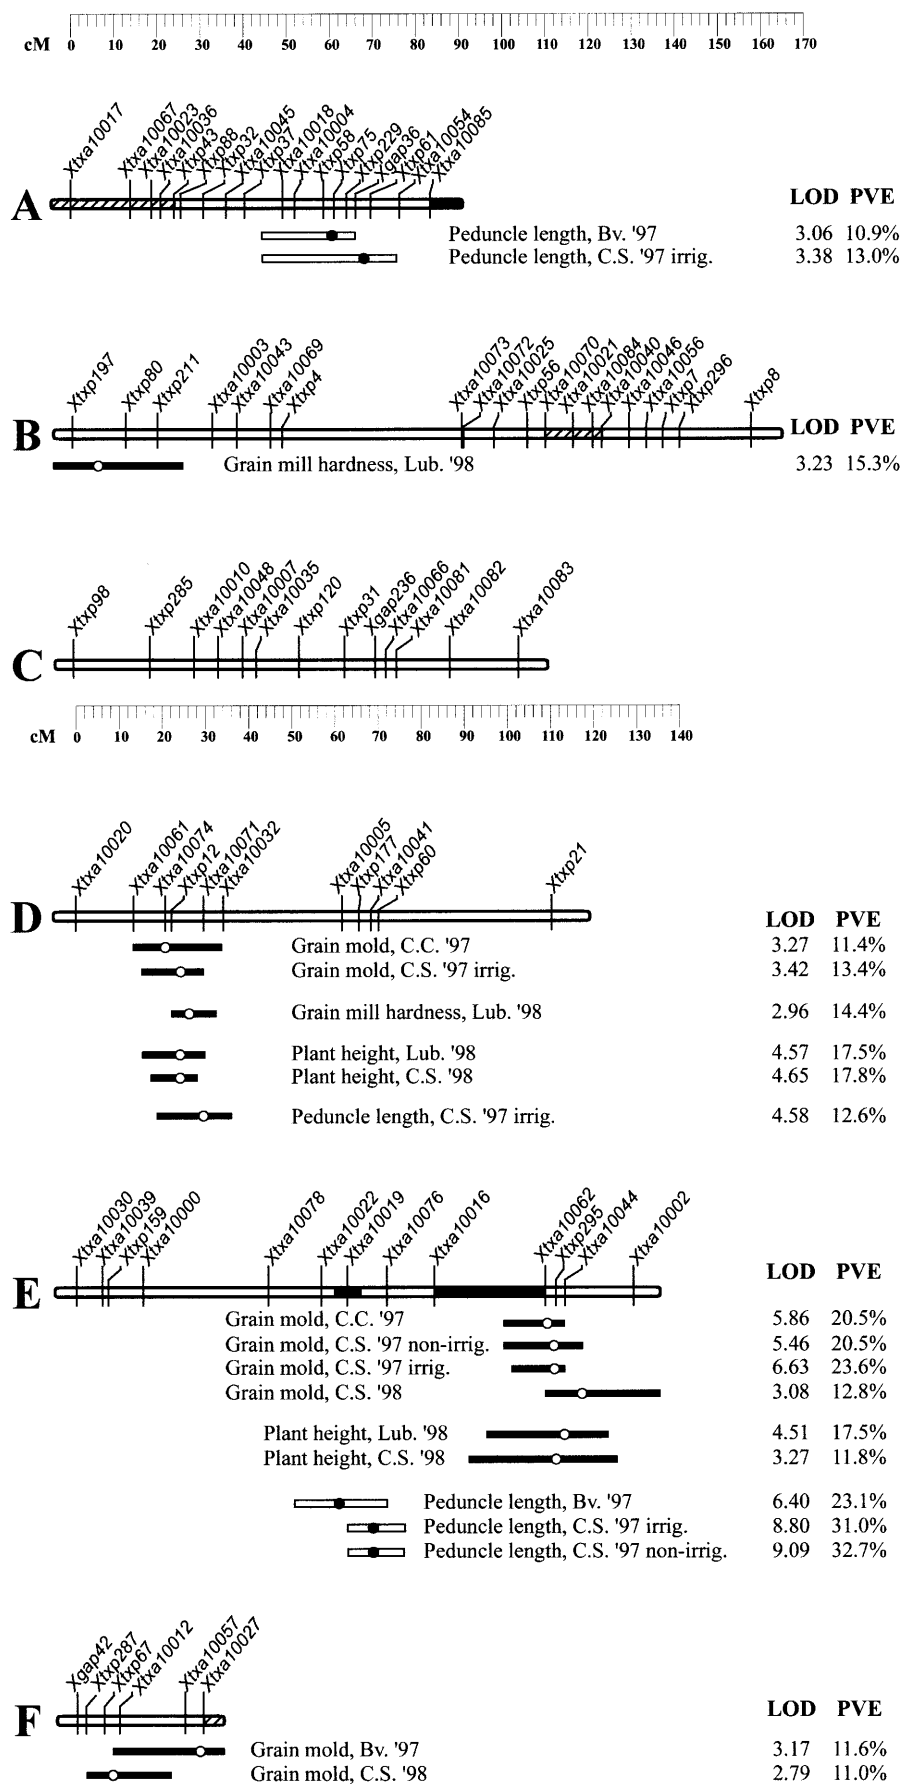 cM 0 10 20 30 40 50 60 70 80 90 100 110 120 130 140 150 160 170
Xtxa10017 Xtxa10067 Xtxa10023 Xtxa10036 Xtxp43 Xtxp88 Xtxp32 Xtxa10045 Xtxp37 Xtxa10018 Xtxa10004 Xtxp58 Xtxp75 Xtxp229 Xgap36 Xtxp61 Xtxa10054 Xtxa10085
A LOD PVE
Peduncle length, Bv. '97 3.06 10.9%
Peduncle length, C.S. '97 irrig. 3.38 13.0%
Xtxp197 Xtxp80 Xtxp211 Xtxa10003 Xtxa10043 Xtxa10069 Xtxp4 Xtxa10073 Xtxa10072 Xtxa10025 Xtxp56 Xtxa10070 Xtxa10021 Xtxa10084 Xtxa10040 Xtxa10046 Xtxa10056 Xtxp7 Xtxp296 Xtxp8
B LOD PVE
Grain mill hardness, Lub. '98 3.23 15.3%
Xtxp98 Xtxp285 Xtxa10010 Xtxa10048 Xtxa10007 Xtxa10035 Xtxp120 Xtxp31 Xgap236 Xtxa10066 Xtxa10081 Xtxa10082 Xtxa10083
C
cM 0 10 20 30 40 50 60 70 80 90 100 110 120 130 140
Xtxa10020 Xtxa10061 Xtxa10074 Xtxp12 Xtxa10071 Xtxa10032 Xtxa10005 Xtxp177 Xtxa10041 Xtxp60 Xtxp21
D LOD PVE
Grain mold, C.C. '97 3.27 11.4%
Grain mold, C.S. '97 irrig. 3.42 13.4%
Grain mill hardness, Lub. '98 2.96 14.4%
Plant height, Lub. '98 4.57 17.5%
Plant height, C.S. '98 4.65 17.8%
Peduncle length, C.S. '97 irrig. 4.58 12.6%
Xtxa10030 Xtxa10039 Xtxp159 Xtxa10000 Xtxa10078 Xtxa10022 Xtxa10019 Xtxa10076 Xtxa10016 Xtxa10062 Xtxp295 Xtxa10044 Xtxa10002
E LOD PVE
Grain mold, C.C. '97 5.86 20.5%
Grain mold, C.S. '97 non-irrig. 5.46 20.5%
Grain mold, C.S. '97 irrig. 6.63 23.6%
Grain mold, C.S. '98 3.08 12.8%
Plant height, Lub. '98 4.51 17.5%
Plant height, C.S. '98 3.27 11.8%
Peduncle length, Bv. '97 6.40 23.1%
Peduncle length, C.S. '97 irrig. 8.80 31.0%
Peduncle length, C.S. '97 non-irrig. 9.09 32.7%
Xgap42 Xtxp287 Xtxp67 Xtxa10012 Xtxa10057 Xtxa10027
F LOD PVE
Grain mold, Bv. '97 3.17 11.6%
Grain mold, C.S. '98 2.79 11.0%